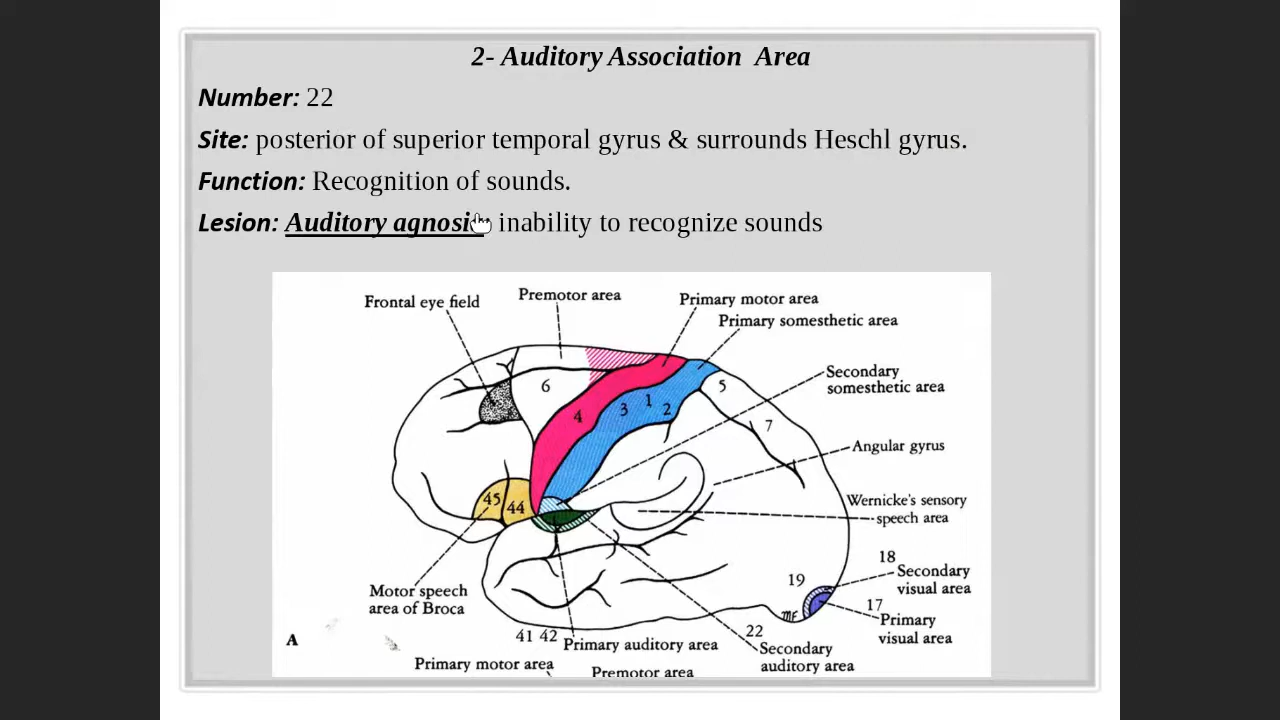 2- Auditory Association Area
Number: 22
Site: posterior of superior temporal gyrus & surrounds Heschl gyrus.
Function: Recognition of sounds.
Lesion: Auditory agnosia: inability to recognize sounds
Frontal eye field
Premotor area
Primary motor area
Primary somesthetic area
Secondary
somesthetic area
6
5
4
3
1
2
7
Angular gyrus
45
44
Wernicke's sensory
speech area
Motor speech
area of Broca
19
18
Secondary
visual area
17
Primary
visual area
A
41 42
Primary auditory area
22
Secondary
auditory area
Primary motor area
Premotor area